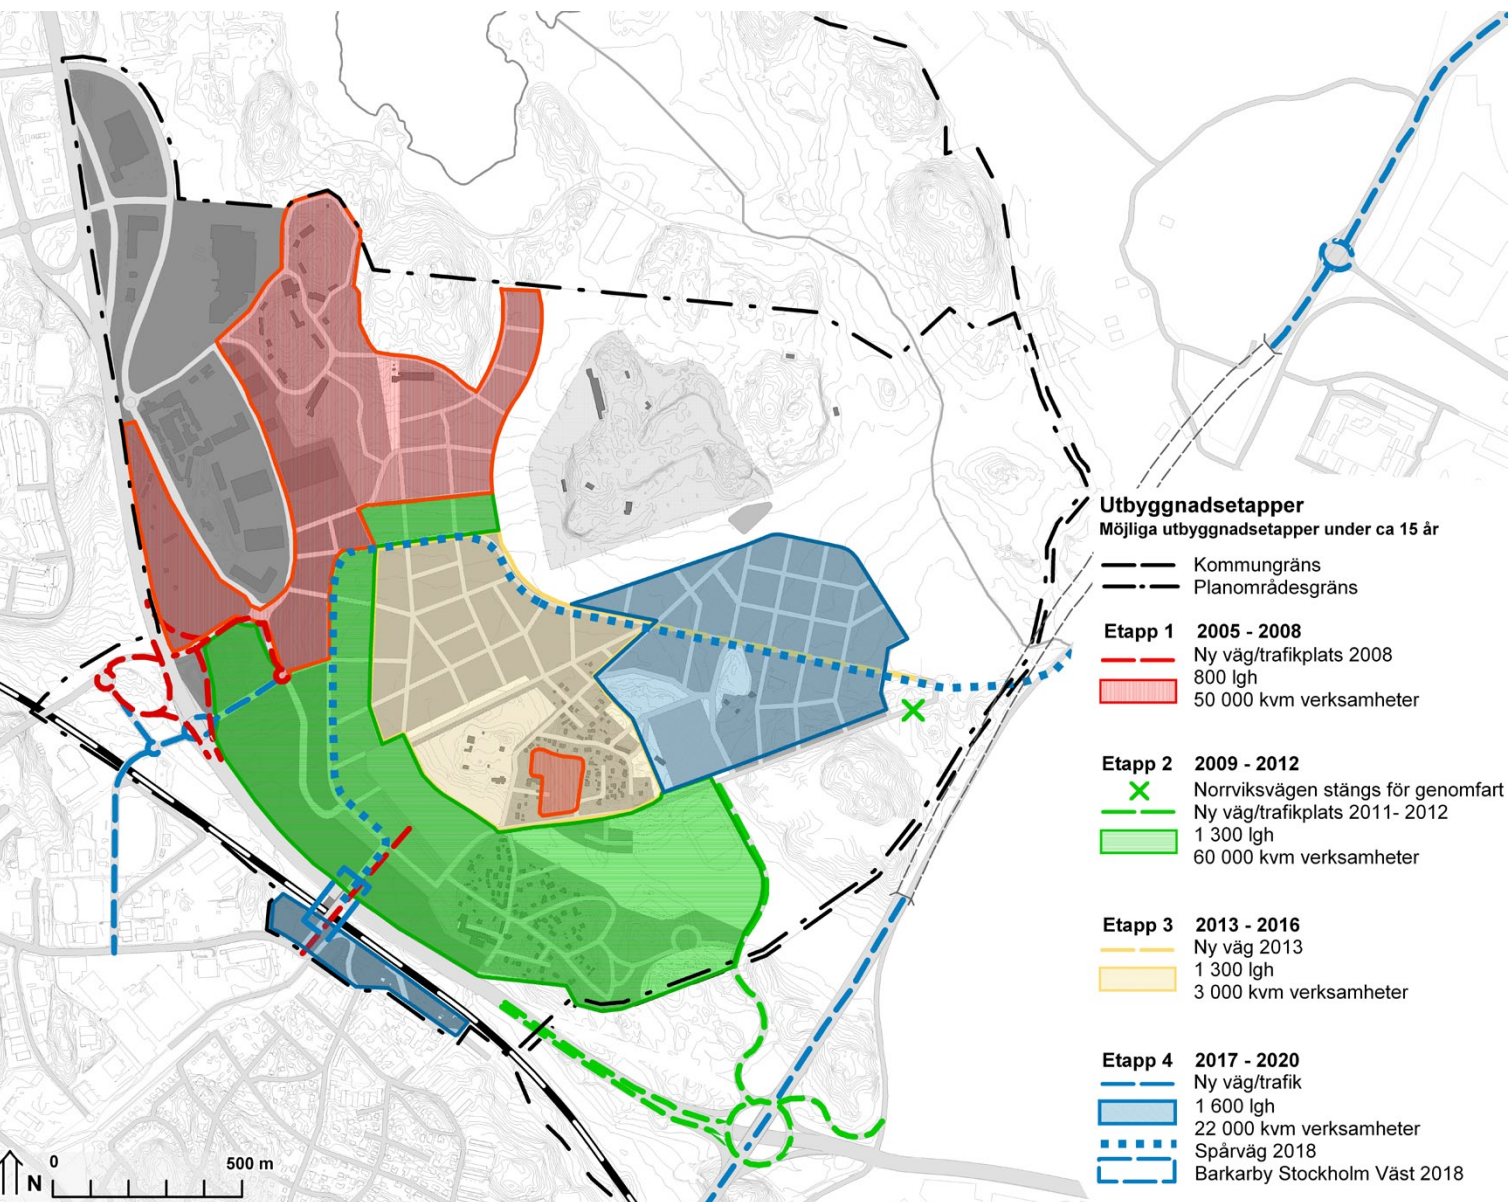 Utbyggnadsetapper
Möjliga utbyggnadsetapper under ca 15 år
Kommungräns
Planområdesgräns
Etapp 1 2005 - 2008
Ny väg/trafikplats 2008
800 lgh
50 000 kvm verksamheter
Etapp 2 2009 - 2012
Norrviksvägen stängs för genomfart
Ny väg/trafikplats 2011- 2012
1 300 lgh
60 000 kvm verksamheter
Etapp 3 2013 - 2016
Ny väg 2013
1 300 lgh
3 000 kvm verksamheter
Etapp 4 2017 - 2020
Ny väg/trafik
1 600 lgh
22 000 kvm verksamheter
Spårväg 2018
Barkarby Stockholm Väst 2018
0 500 m
N